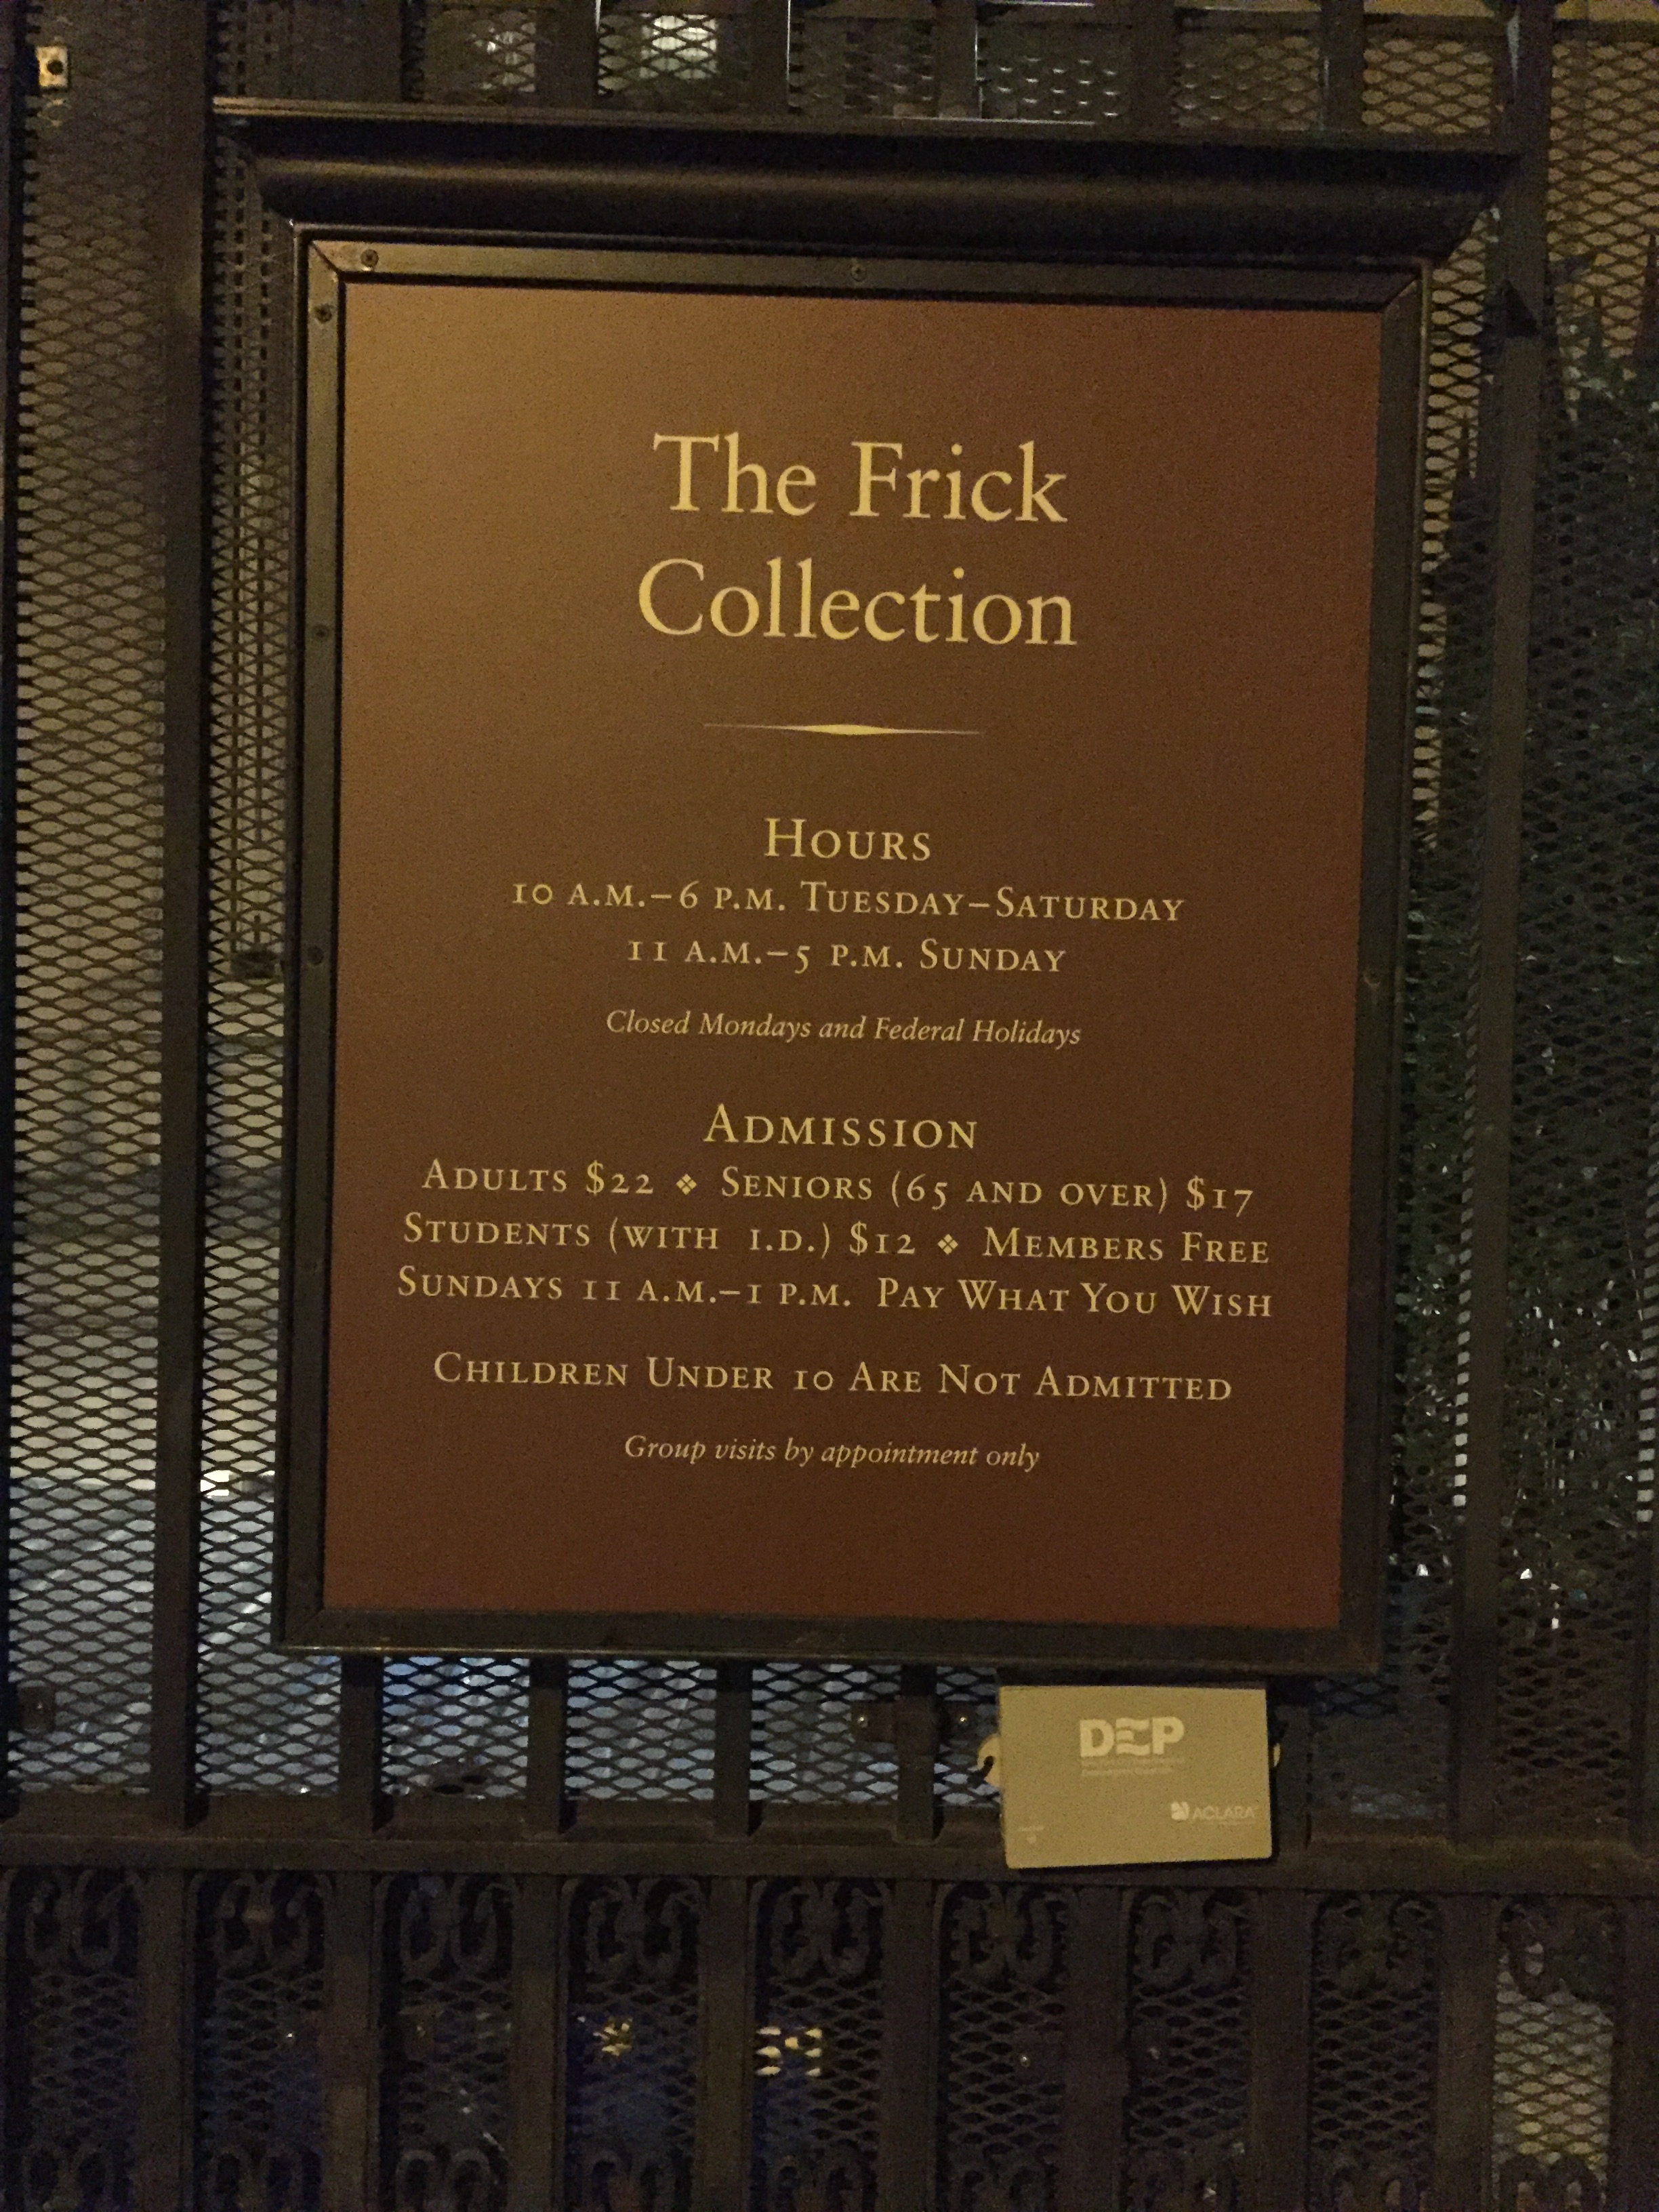 The Frick
Collection
HOURS
10 A.M.–6 P.M. TUESDAY–SATURDAY
11 A.M.–5 P.M. SUNDAY
Closed Mondays and Federal Holidays
ADMISSION
ADULTS $22 ❖ SENIORS (65 AND OVER) $17
STUDENTS (WITH I.D.) $12 ❖ MEMBERS FREE
SUNDAYS 11 A.M.–1 P.M. PAY WHAT YOU WISH
CHILDREN UNDER 10 ARE NOT ADMITTED
Group visits by appointment only
DEP
ACLARA